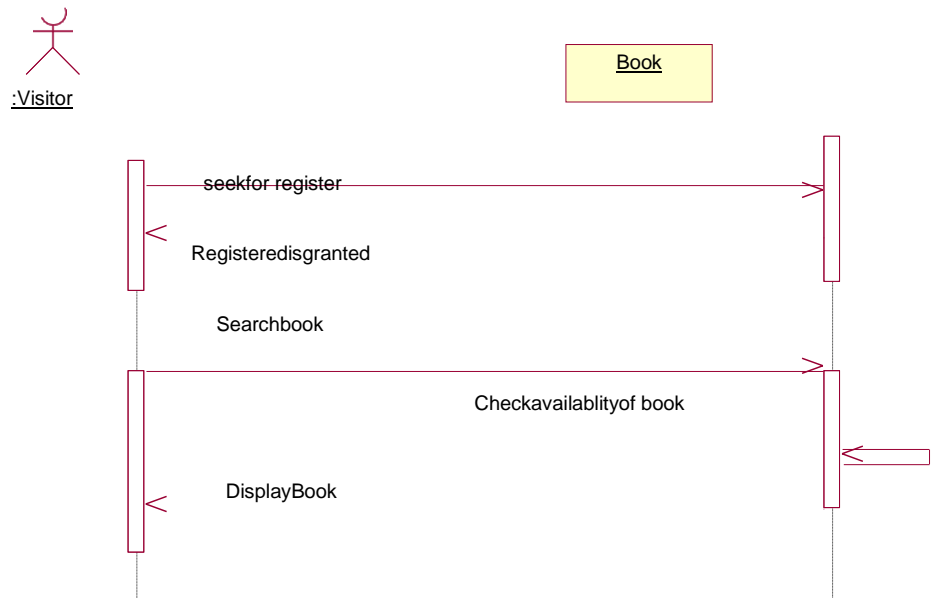 Book
:Visitor
seekfor register
Registeredisgranted
Searchbook
Checkavailablityof book
DisplayBook